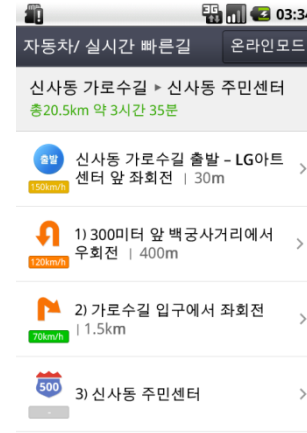 3G 03:34
자동차/ 실시간 빠른길 온라인모드
신사동 가로수길 ▸ 신사동 주민센터
총20.5km 약 3시간 35분
출발 신사동 가로수길 출발 – LG아트
센터 앞 좌회전 | 30m
150km/h
1) 300미터 앞 백궁사거리에서
우회전 | 400m
120km/h
2) 가로수길 입구에서 좌회전
| 1.5km
70km/h
500 3) 신사동 주민센터
-